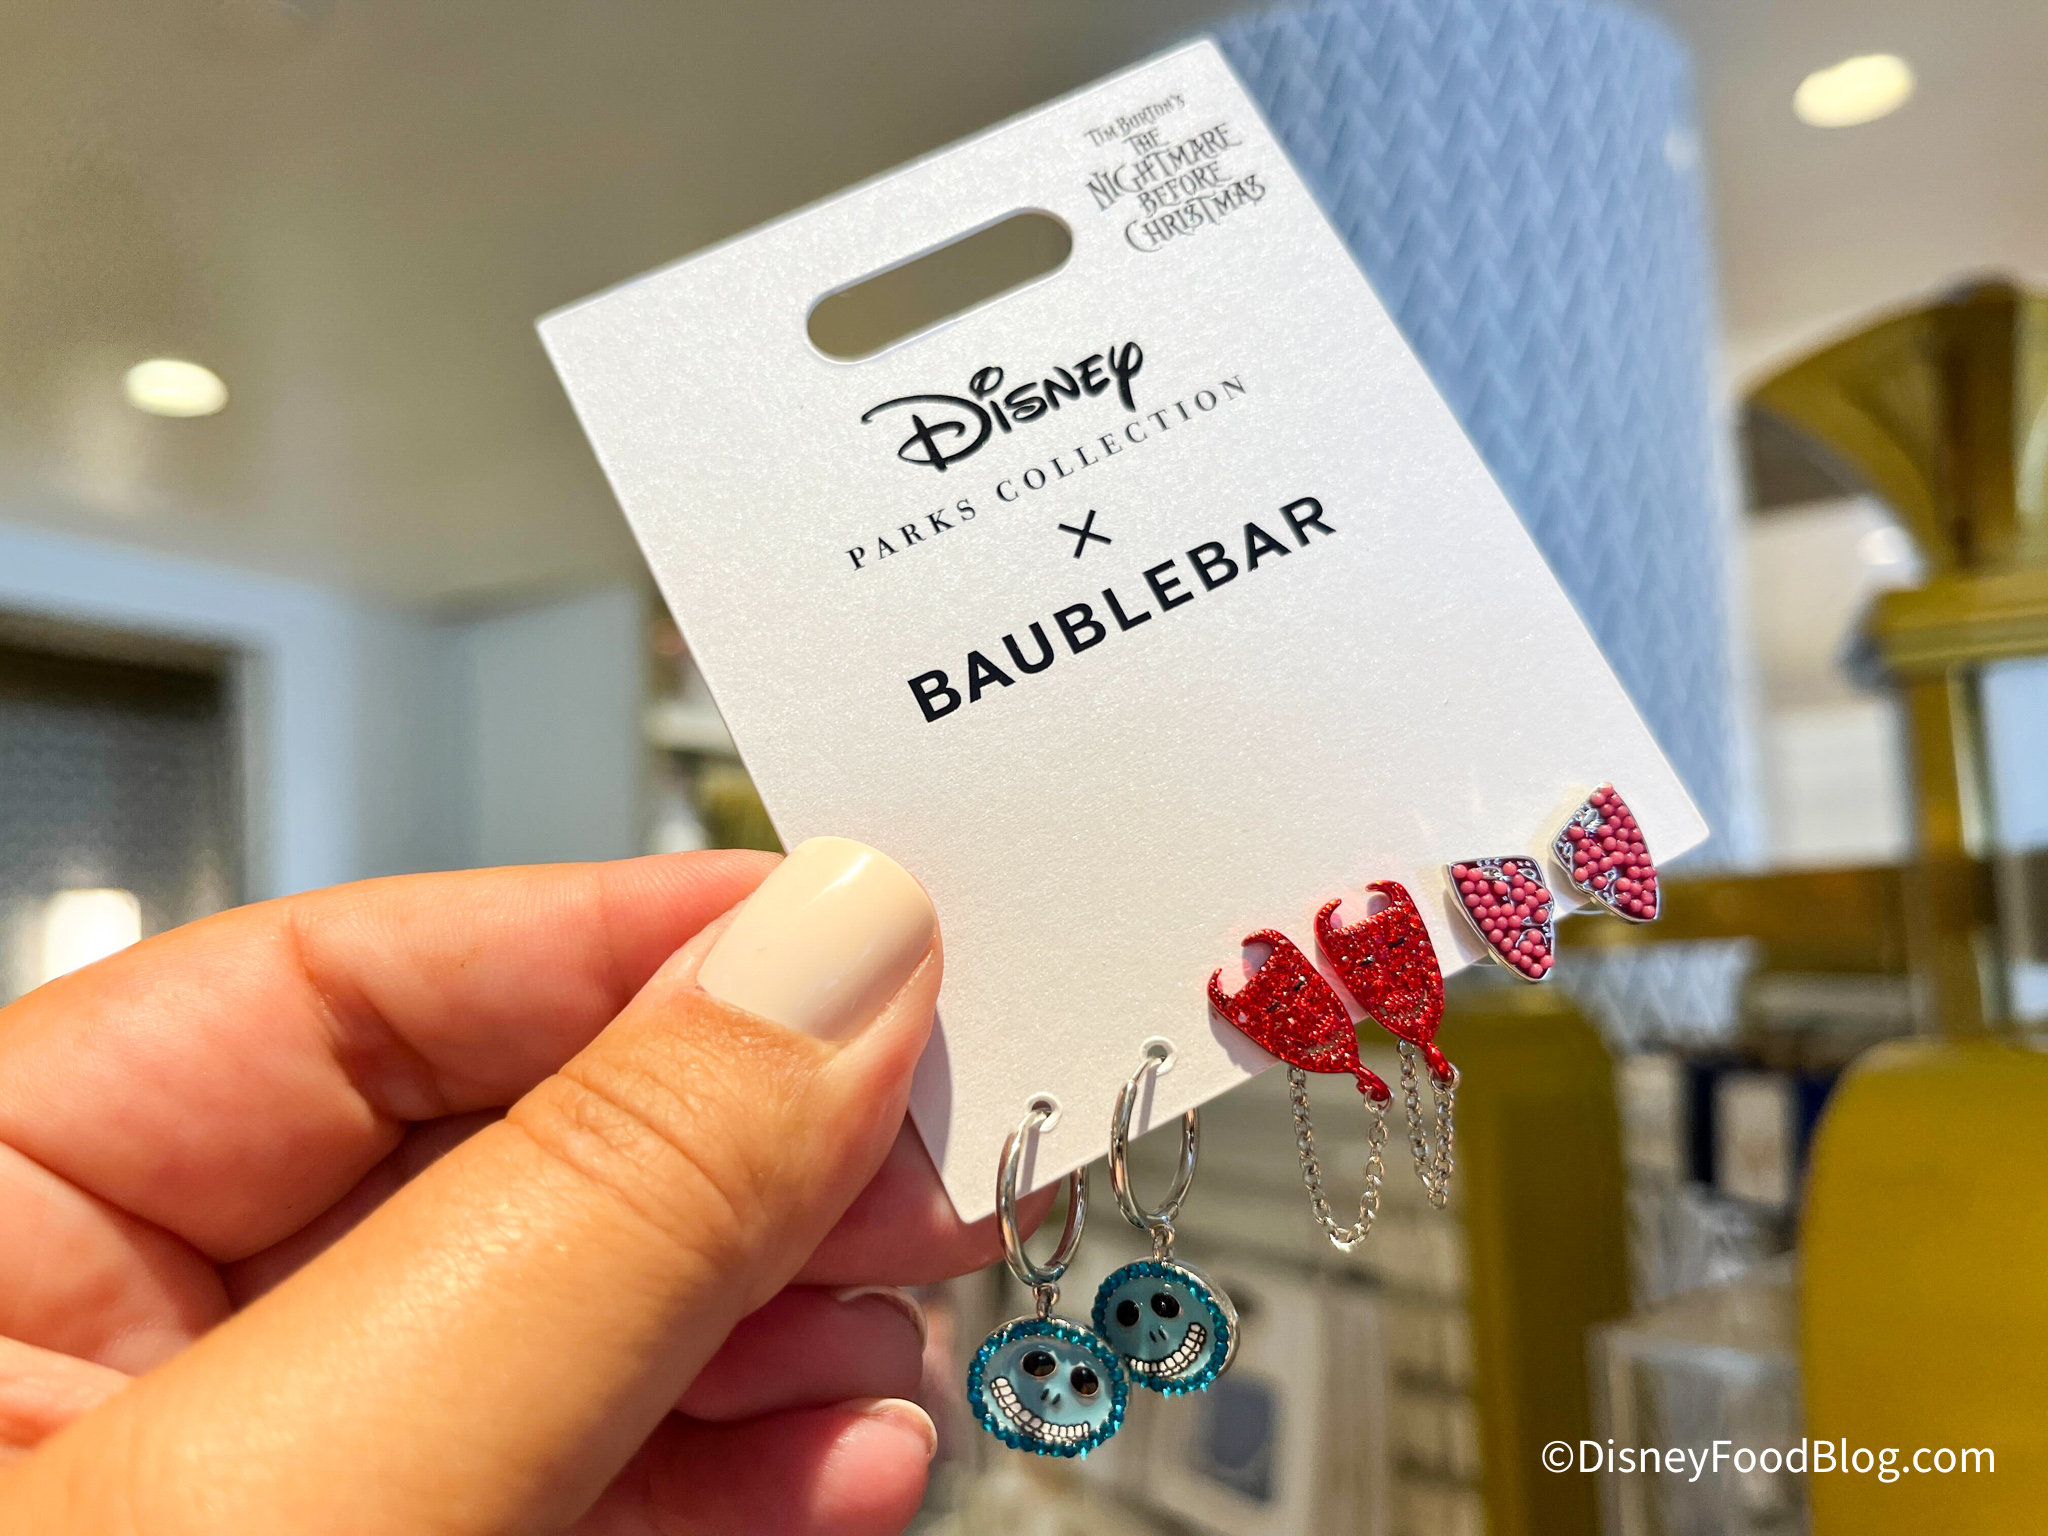 TIM BURTON'S
THE
NIGHTMARE
BEFORE
CHRISTMAS
Disney
PARKS COLLECTION
×
BAUBLEBAR
©DisneyFoodBlog.com